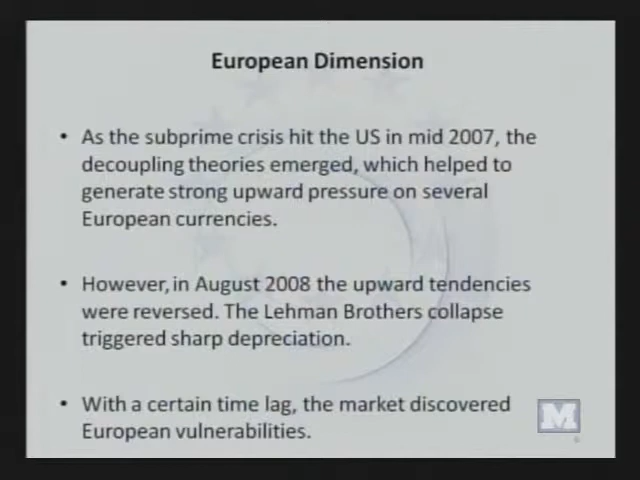 European Dimension
• As the subprime crisis hit the US in mid 2007, the
decoupling theories emerged, which helped to
generate strong upward pressure on several
European currencies.
• However, in August 2008 the upward tendencies
were reversed. The Lehman Brothers collapse
triggered sharp depreciation.
• With a certain time lag, the market discovered
European vulnerabilities.
M